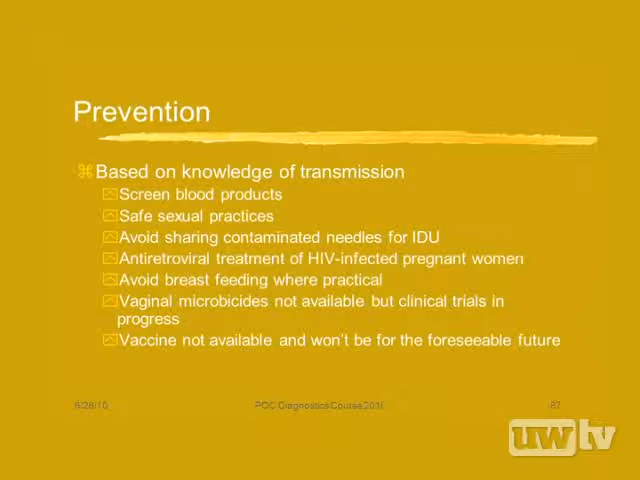 Prevention
Based on knowledge of transmission
Screen blood products
Safe sexual practices
Avoid sharing contaminated needles for IDU
Antiretroviral treatment of HIV-infected pregnant women
Avoid breast feeding where practical
Vaginal microbicides not available but clinical trials in
progress
Vaccine not available and won't be for the foreseeable future
6/28/10
POC Diagnostics Course
uwtv